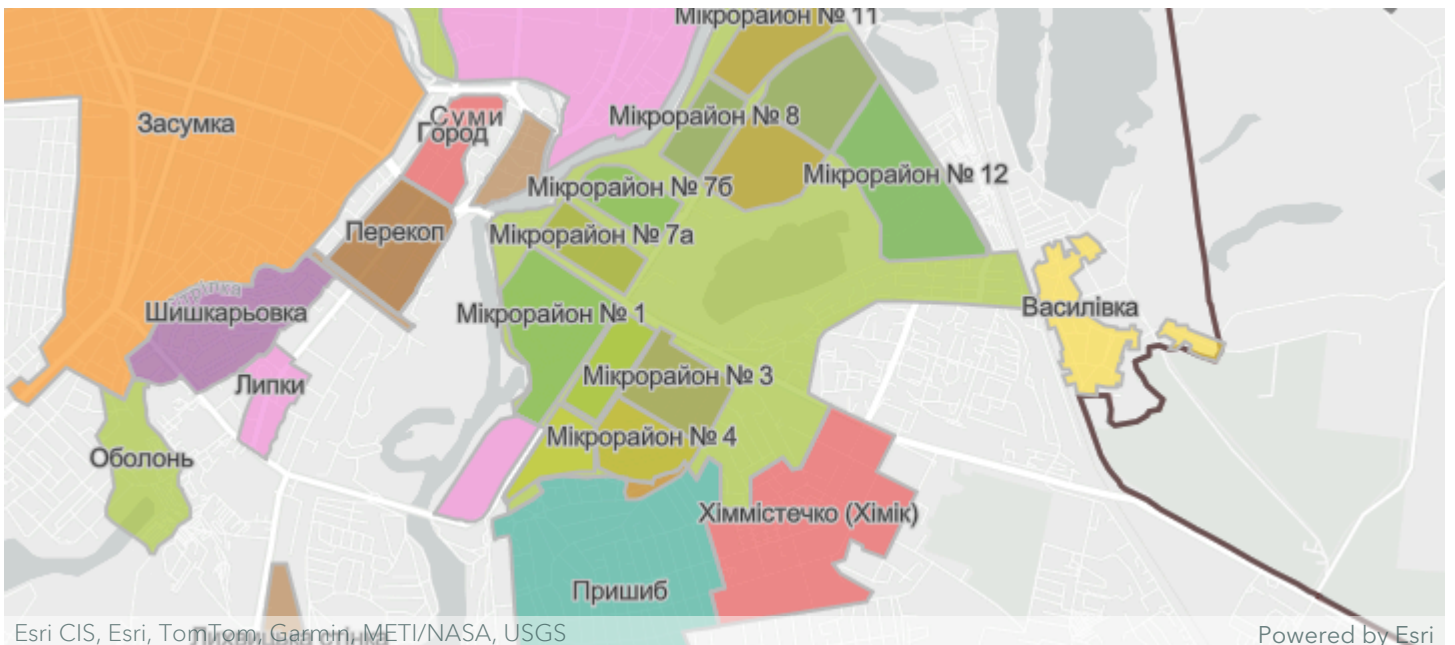 Мікрорайон № 11
Засумка
Суми
Город
Мікрорайон № 8
Мікрорайон № 12
Мікрорайон № 7б
Перекоп
Мікрорайон № 7а
Шишкарьовка
Мікрорайон № 1
Василівка
Липки
Мікрорайон № 3
Мікрорайон № 4
Оболонь
Хіммістечко (Хімік)
Пришиб
Esri CIS, Esri, TomTom, Garmin, METI/NASA, USGS
Powered by Esri